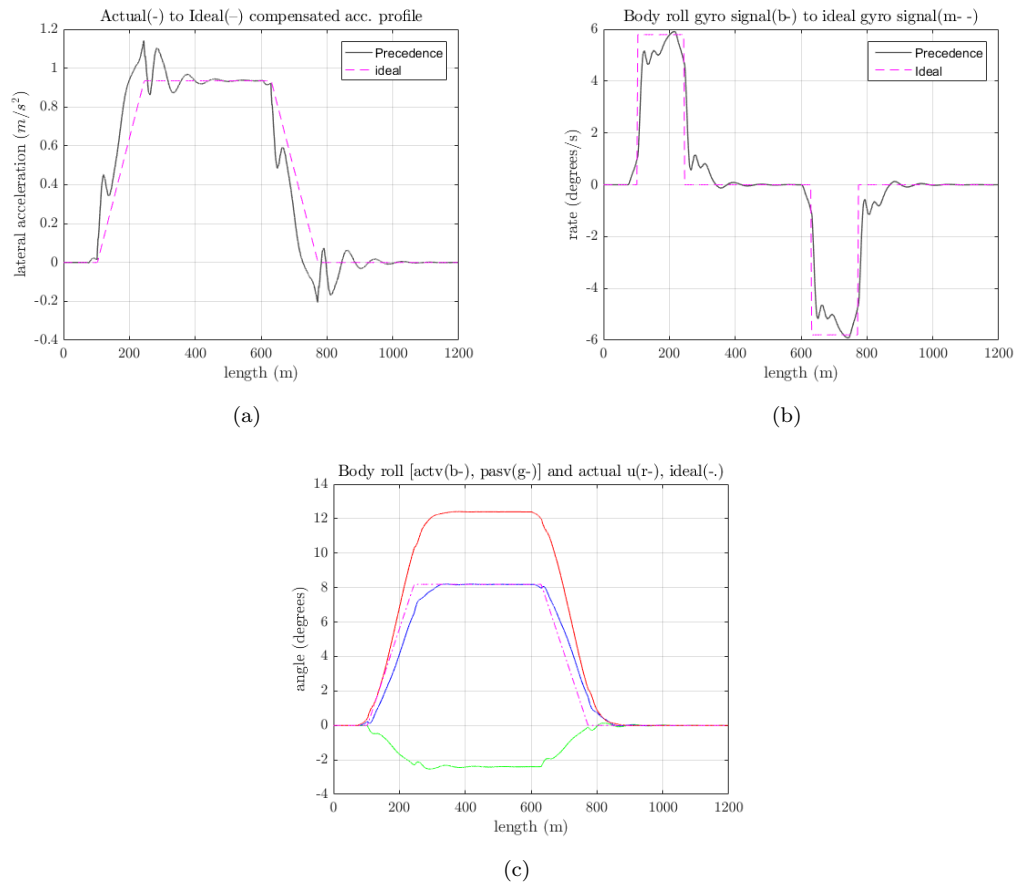 Actual(-) to Ideal(–) compensated acc. profile
1.2
1
0.8
0.6
0.4
0.2
0
-0.2
-0.4
lateral acceleration (m/s²)
Precedence
ideal
0 200 400 600 800 1000 1200
length (m)
(a)
Body roll gyro signal(b-) to ideal gyro signal(m- -)
6
4
2
0
-2
-4
-6
rate (degrees/s)
Precedence
Ideal
0 200 400 600 800 1000 1200
length (m)
(b)
Body roll [actv(b-), pasv(g-)] and actual u(r-), ideal(-.)
14
12
10
8
6
4
2
0
-2
-4
angle (degrees)
0 200 400 600 800 1000 1200
length (m)
(c)